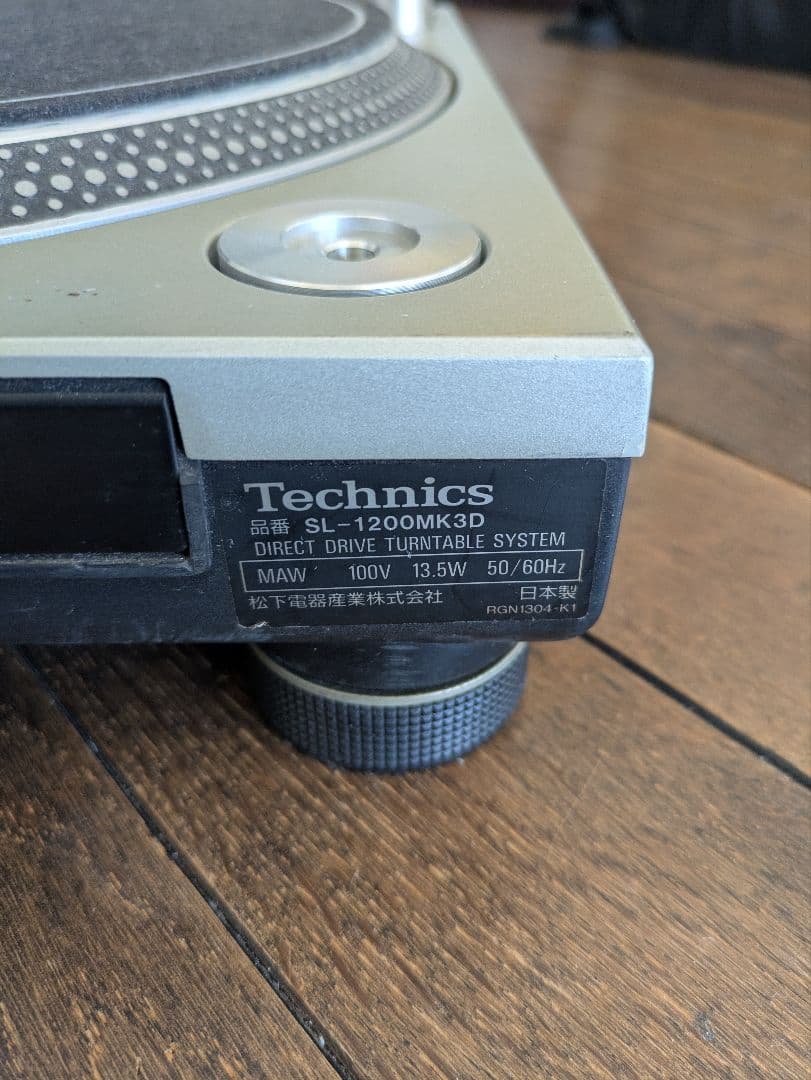 Technics
品番 SL-1200MK3D
DIRECT DRIVE TURNTABLE SYSTEM
MAW 100V 13.5W 50/60Hz
松下電器産業株式会社 日本製
RGN1304-K1